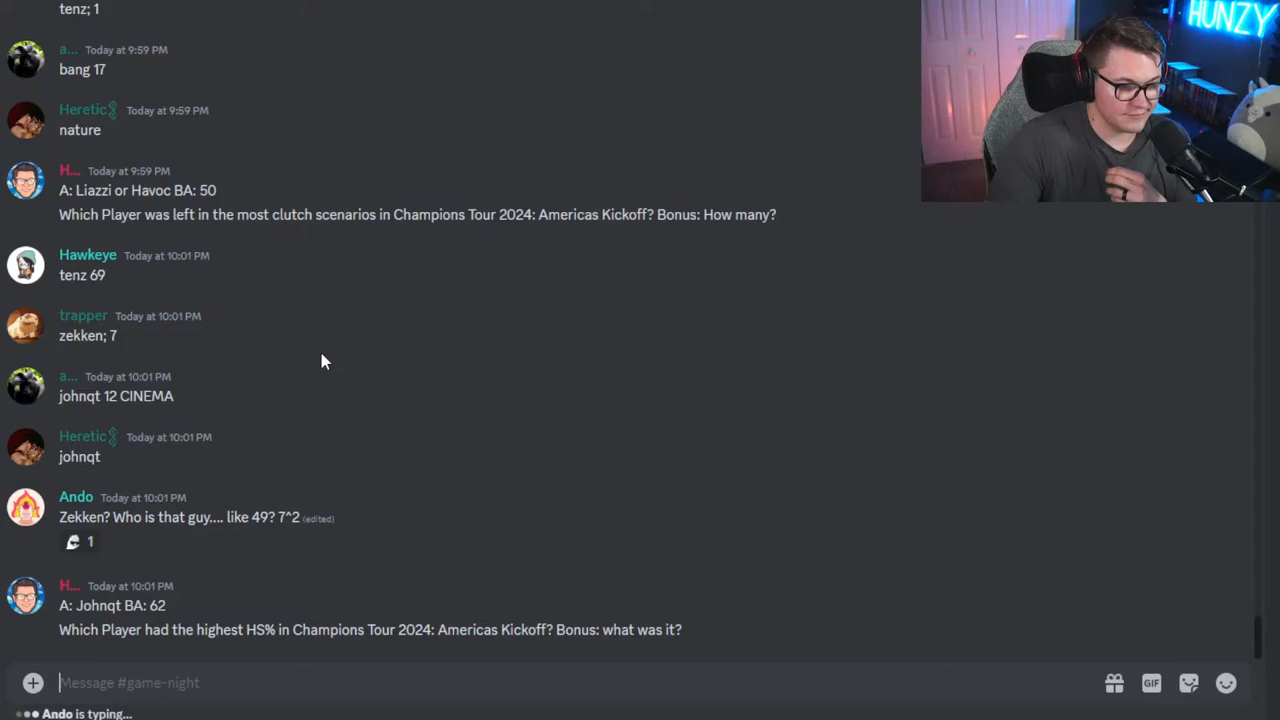 tenz; 1
HUNZY
a... Today at 9:59 PM
bang 17
Heretic Today at 9:59 PM
nature
H... Today at 9:59 PM
A: Liazzi or Havoc BA: 50
Which Player was left in the most clutch scenarios in Champions Tour 2024: Americas Kickoff? Bonus: How many?
Hawkeye Today at 10:01 PM
tenz 69
trapper Today at 10:01 PM
zekken; 7
a... Today at 10:01 PM
johnqt 12 CINEMA
Heretic Today at 10:01 PM
johnqt
Ando Today at 10:01 PM
Zekken? Who is that guy.... like 49? 7^2 (edited)
1
H... Today at 10:01 PM
A: Johnqt BA: 62
Which Player had the highest HS% in Champions Tour 2024: Americas Kickoff? Bonus: what was it?
Message #game-night
GIF
Ando is typing...